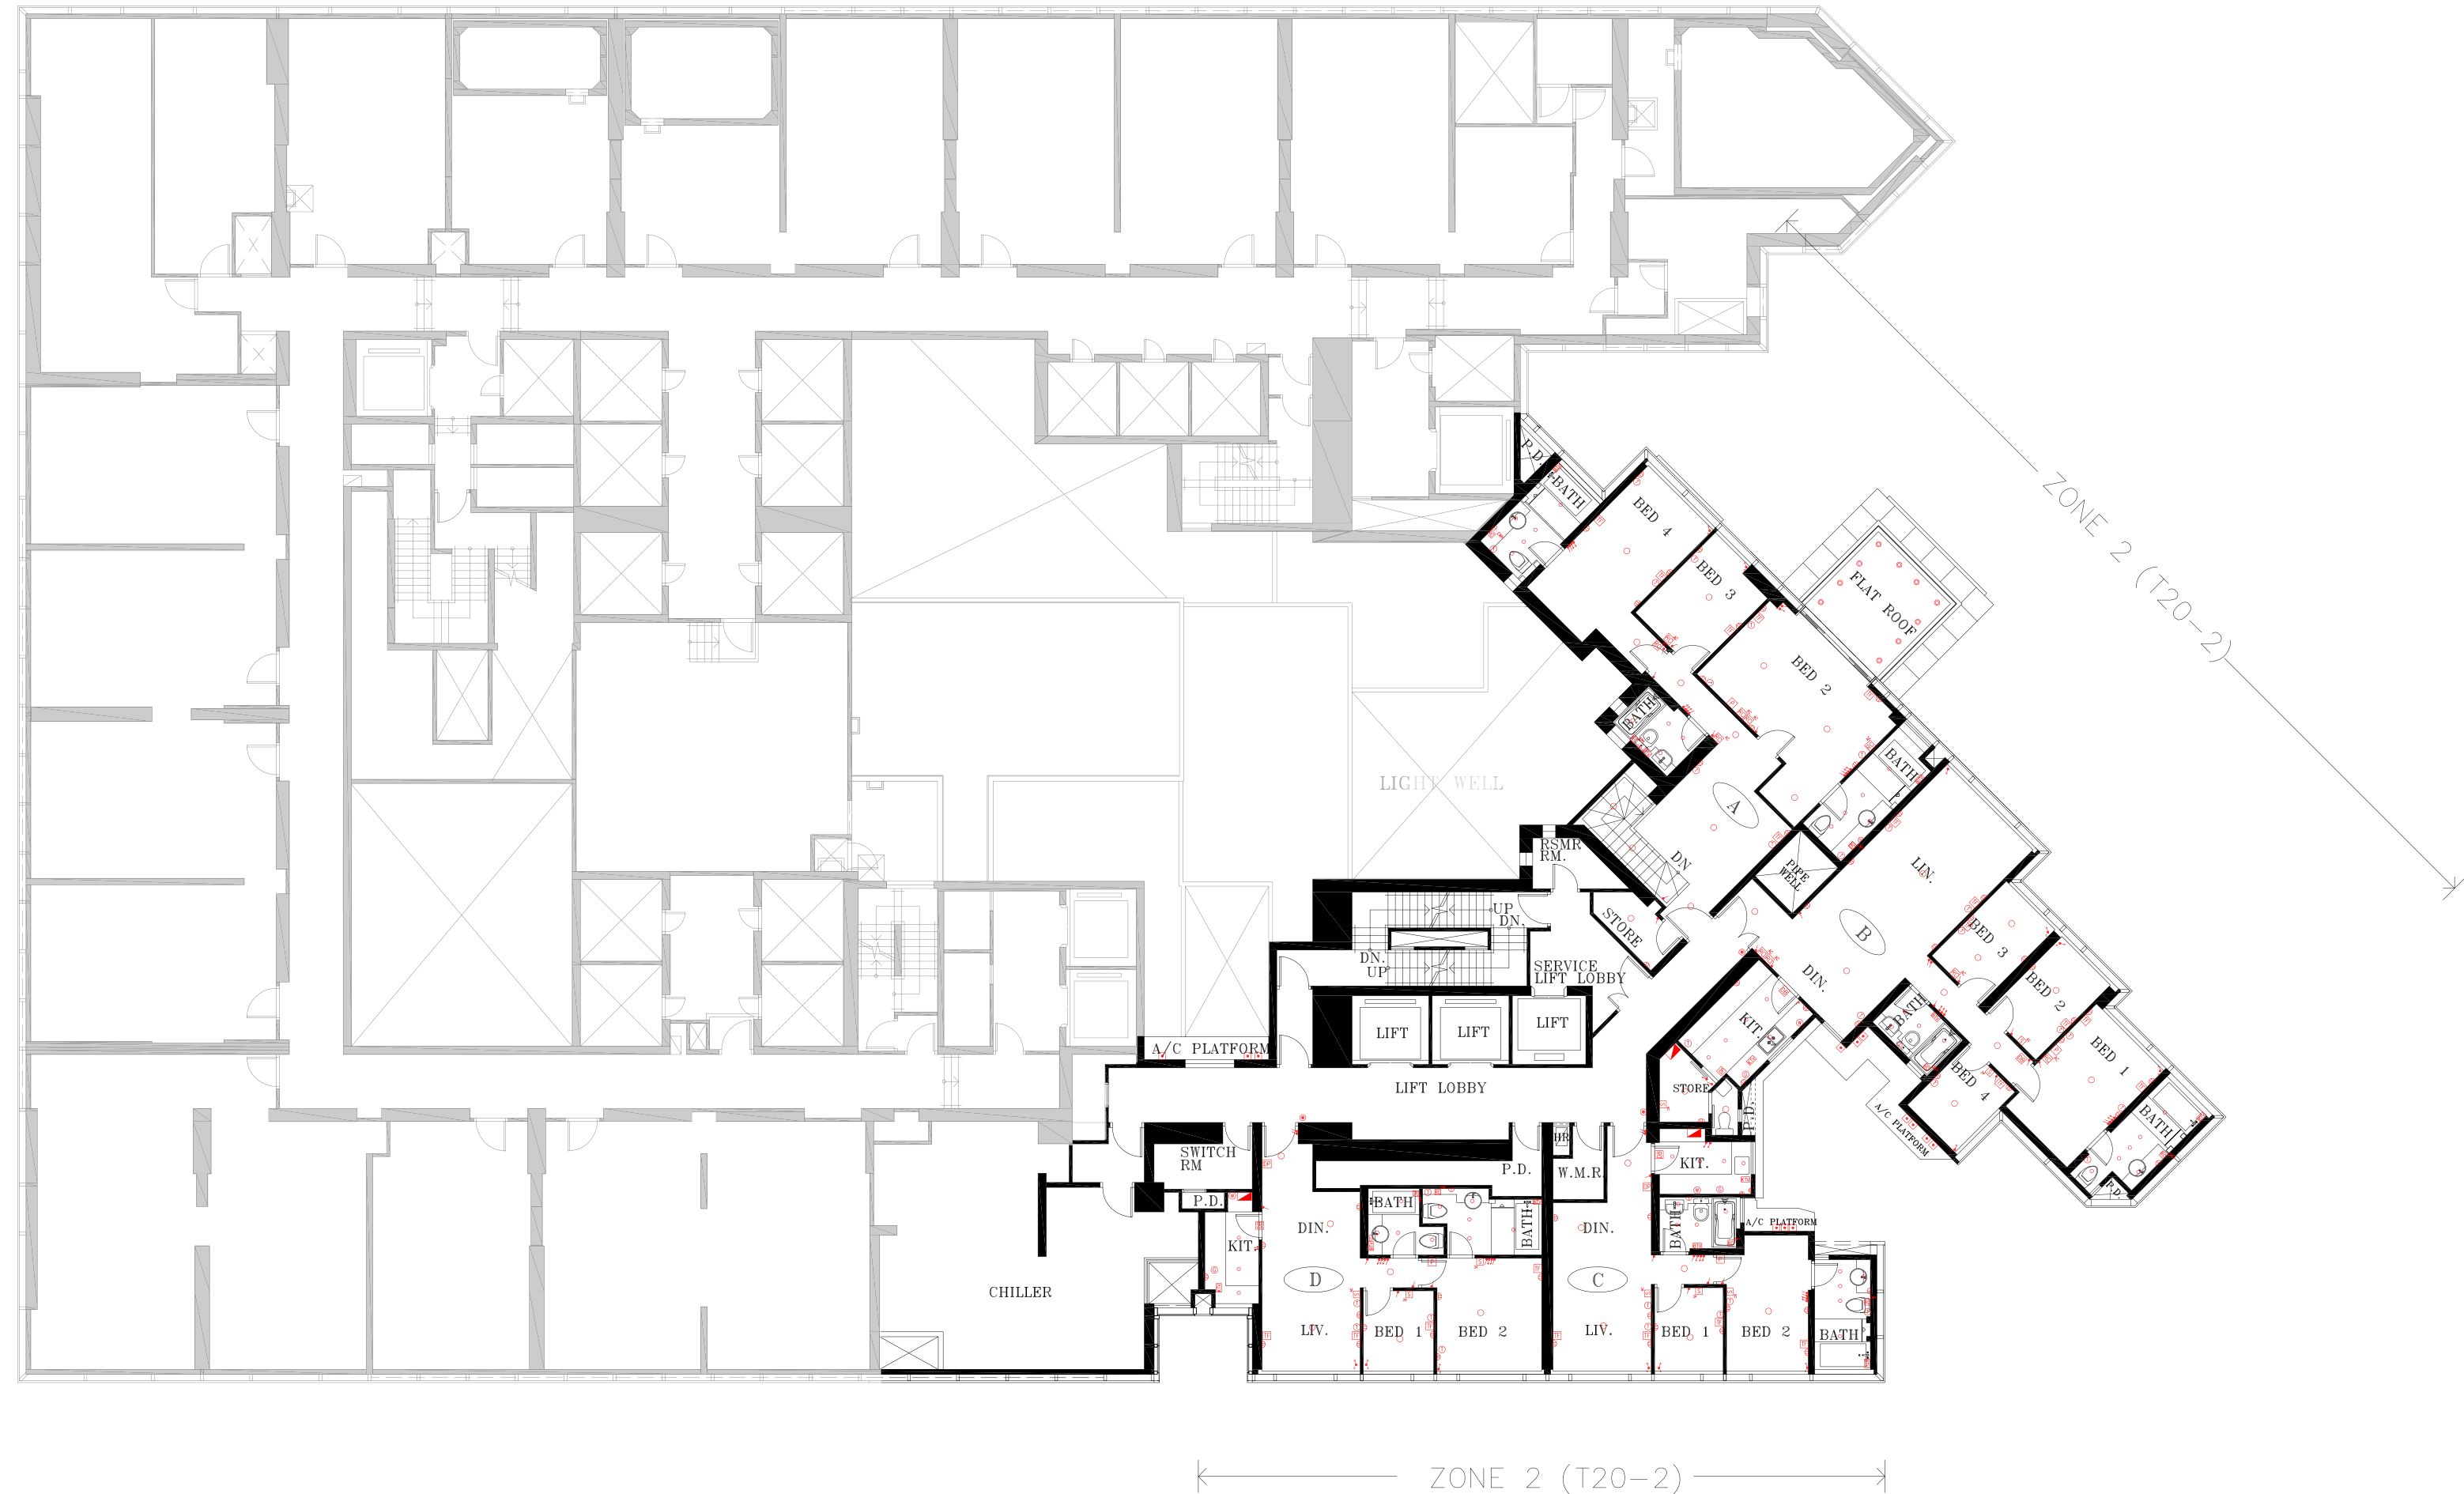 P.D.
BATH
BED 4
BED 3
FLAT ROOF
BED 2
BATH
BATH
A
DN
PIPE
WELL
LIN.
ZONE 2 (T20-2)
LIGHT WELL
RSMR
RM.
UP
DN.
STORE
DN.
UP
SERVICE
LIFT LOBBY
B
DIN.
BED 3
BED 2
BATH
BED 1
BED 4
BATH
P.D.
A/C PLATFORM
KIT.
STORE
P.D.
LIFT
LIFT
LIFT
A/C PLATFORM
LIFT LOBBY
SWITCH
RM
P.D.
P.D.
HR
W.M.R.
KIT.
KIT.
DIN.
BATH
BATH
DIN.
BATH
A/C PLATFORM
D
C
CHILLER
LIV.
BED 1
BED 2
LIV.
BED 1
BED 2
BATH
ZONE 2 (T20-2)